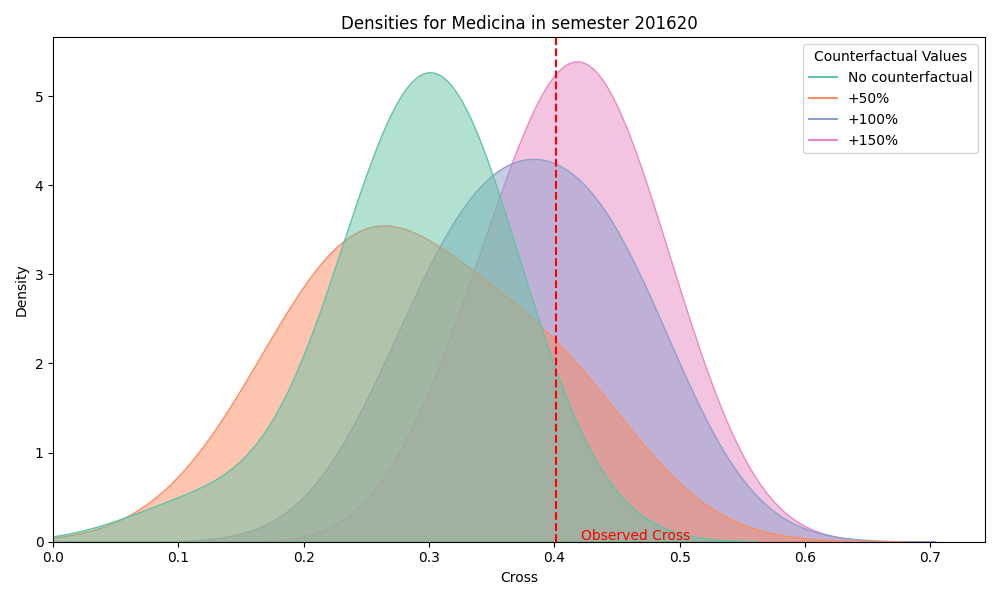 Densities for Medicina in semester 201620
Counterfactual Values
No counterfactual
+50%
+100%
+150%
Density
5
4
3
2
1
0
Observed Cross
0.0 0.1 0.2 0.3 0.4 0.5 0.6 0.7
Cross